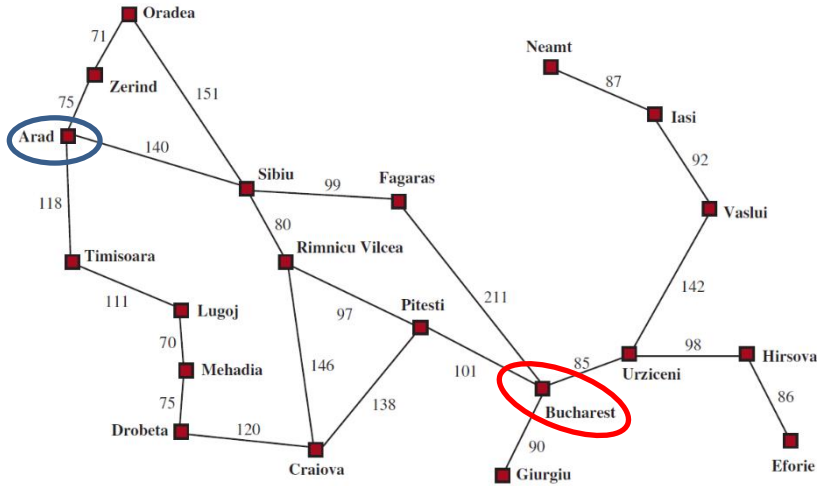 Oradea
71
Neamt
87
Zerind
151
75
Iasi
Arad
140
92
Sibiu
99
Fagaras
118
Vaslui
80
Timisoara
Rimnicu Vilcea
111
142
Lugoj
97
Pitesti
211
70
98
Hirsova
146
101
85
Mehadia
Urziceni
138
86
75
Bucharest
Drobeta
120
90
Craiova
Giurgiu
Eforie